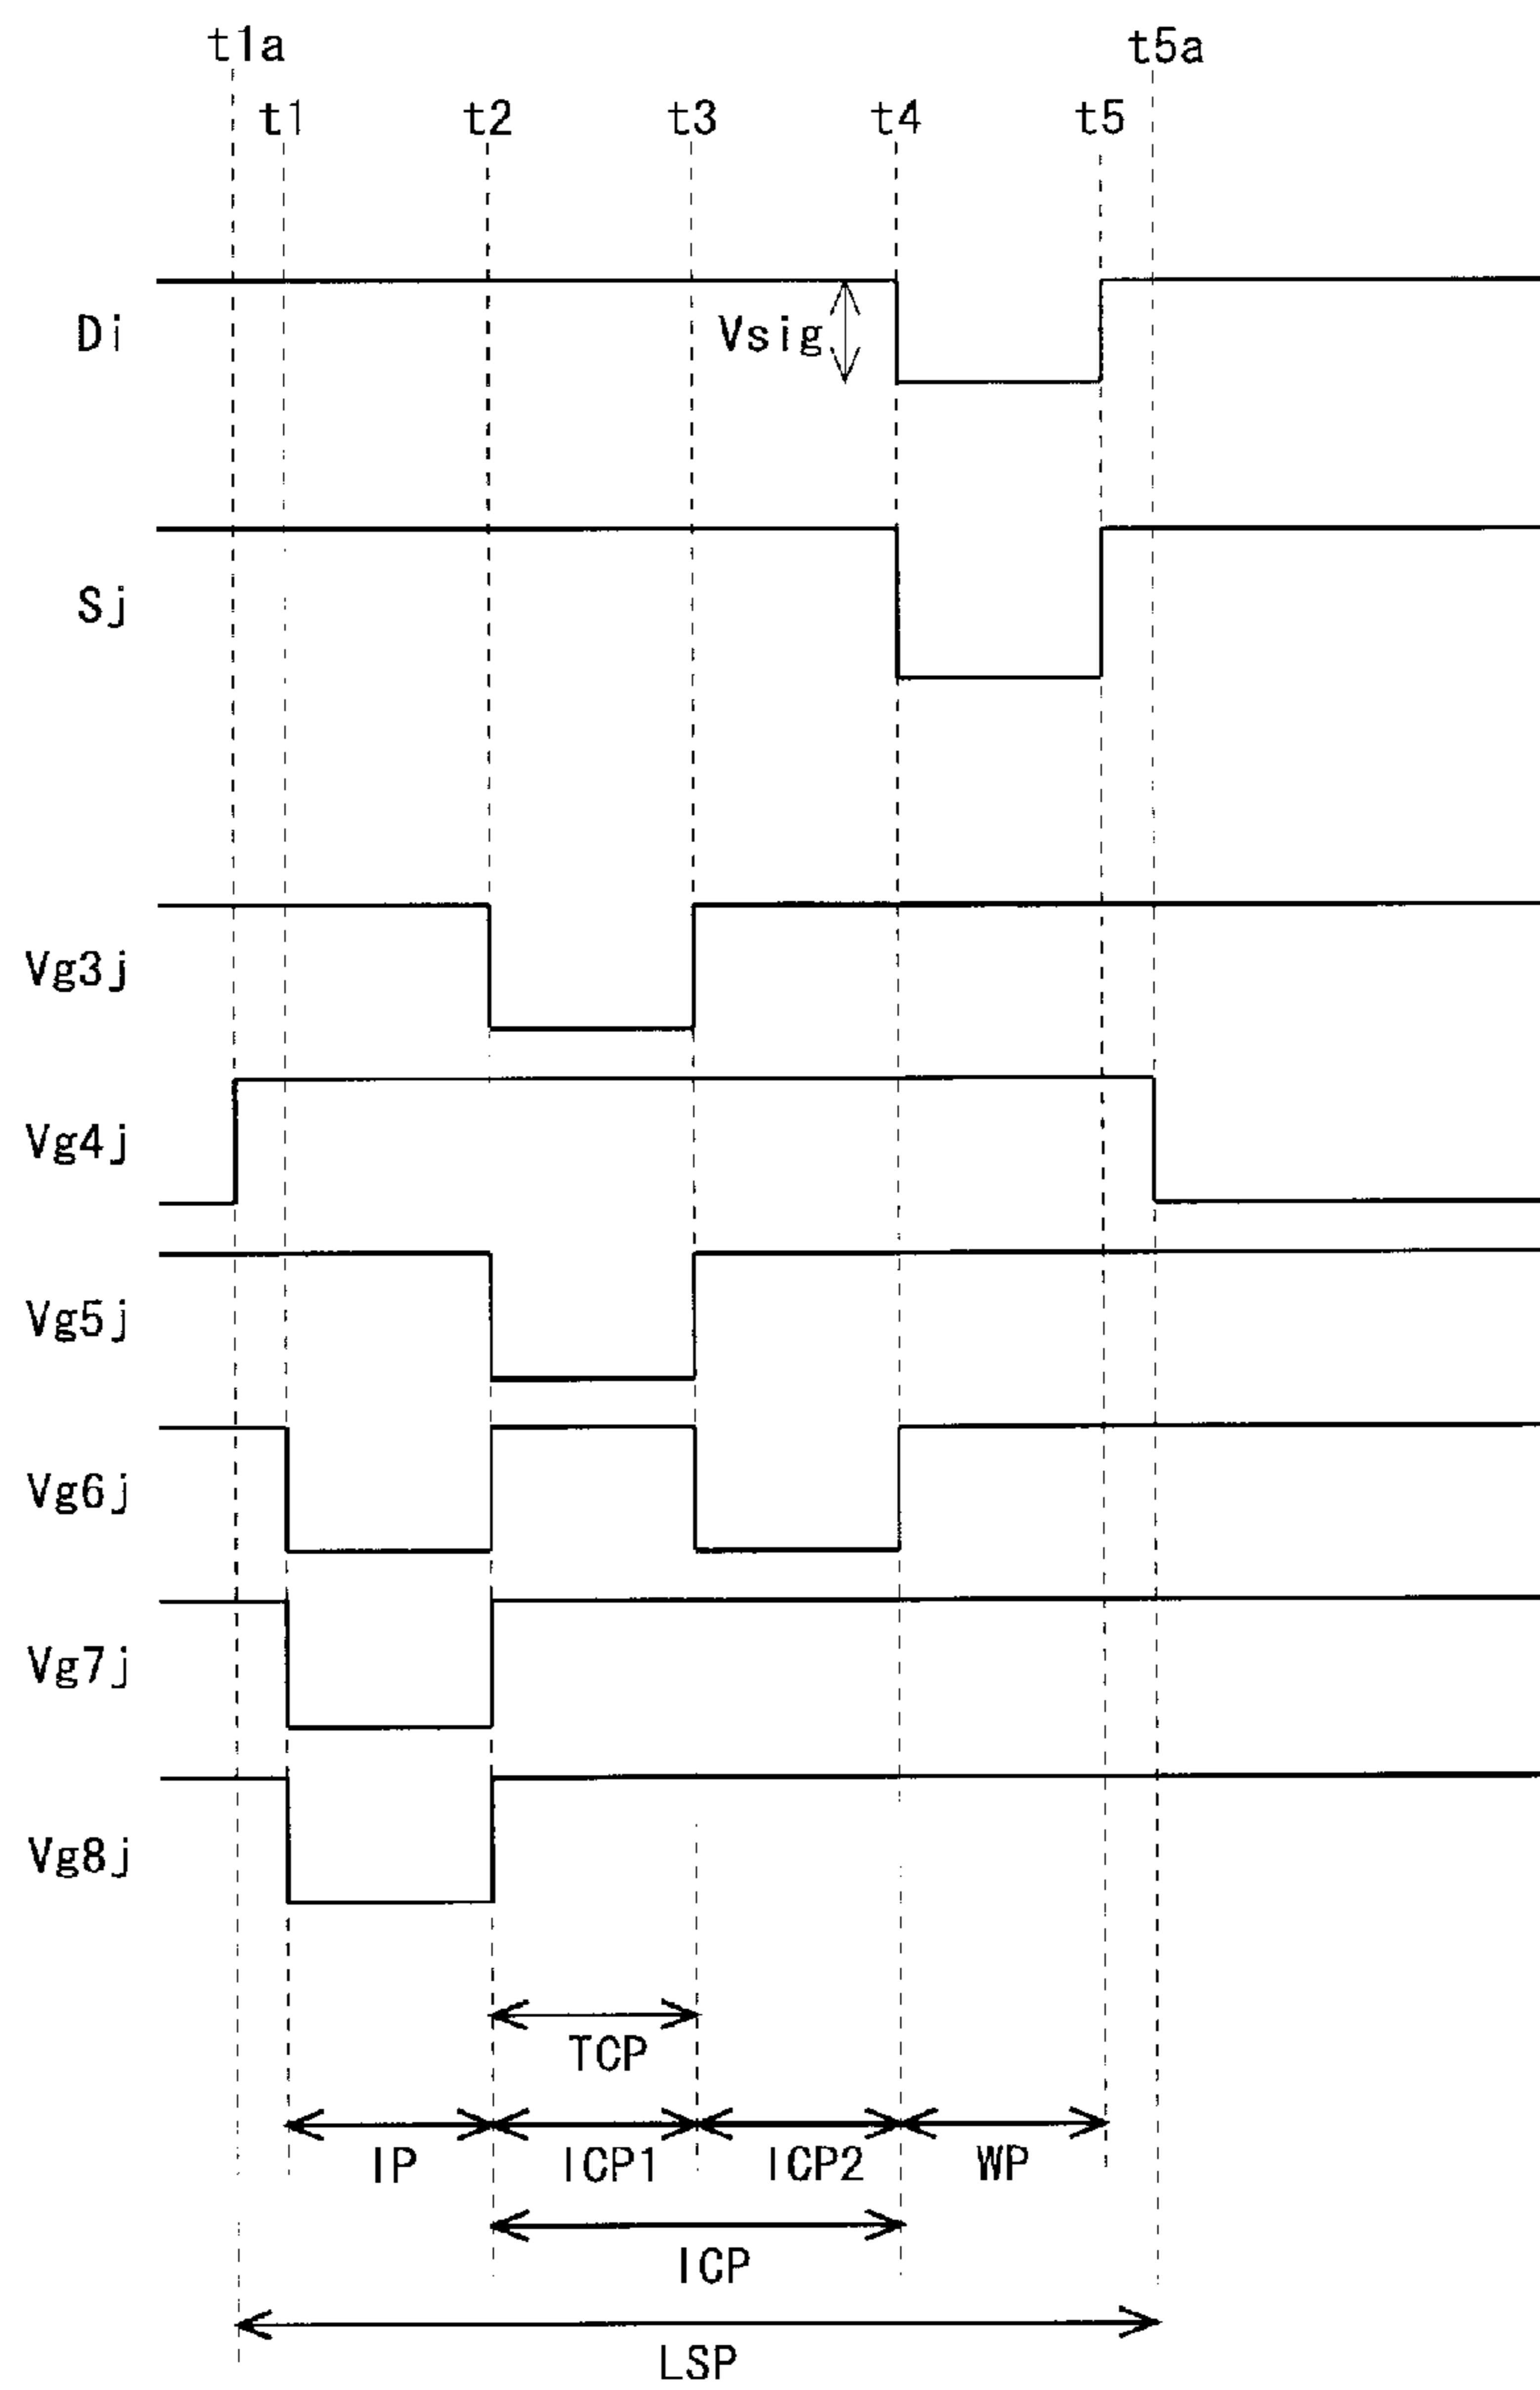 t1a t5a
t1 t2 t3 t4 t5
Di
Vsig
Sj
Vg3j
Vg4j
Vg5j
Vg6j
Vg7j
Vg8j
TCP
IP ICP1 ICP2 WP
ICP
LSP